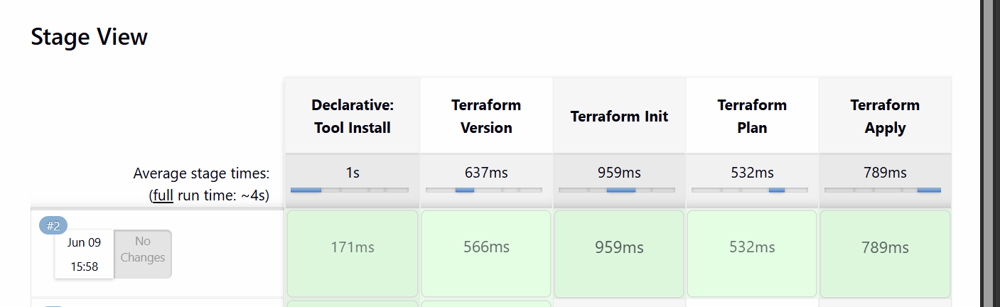 Stage View
Declarative:
Tool Install
Terraform
Version
Terraform Init
Terraform
Plan
Terraform
Apply
Average stage times:
(full run time: ~4s)
1s
637ms
959ms
532ms
789ms
#2
Jun 09
15:58
No
Changes
171ms
566ms
959ms
532ms
789ms